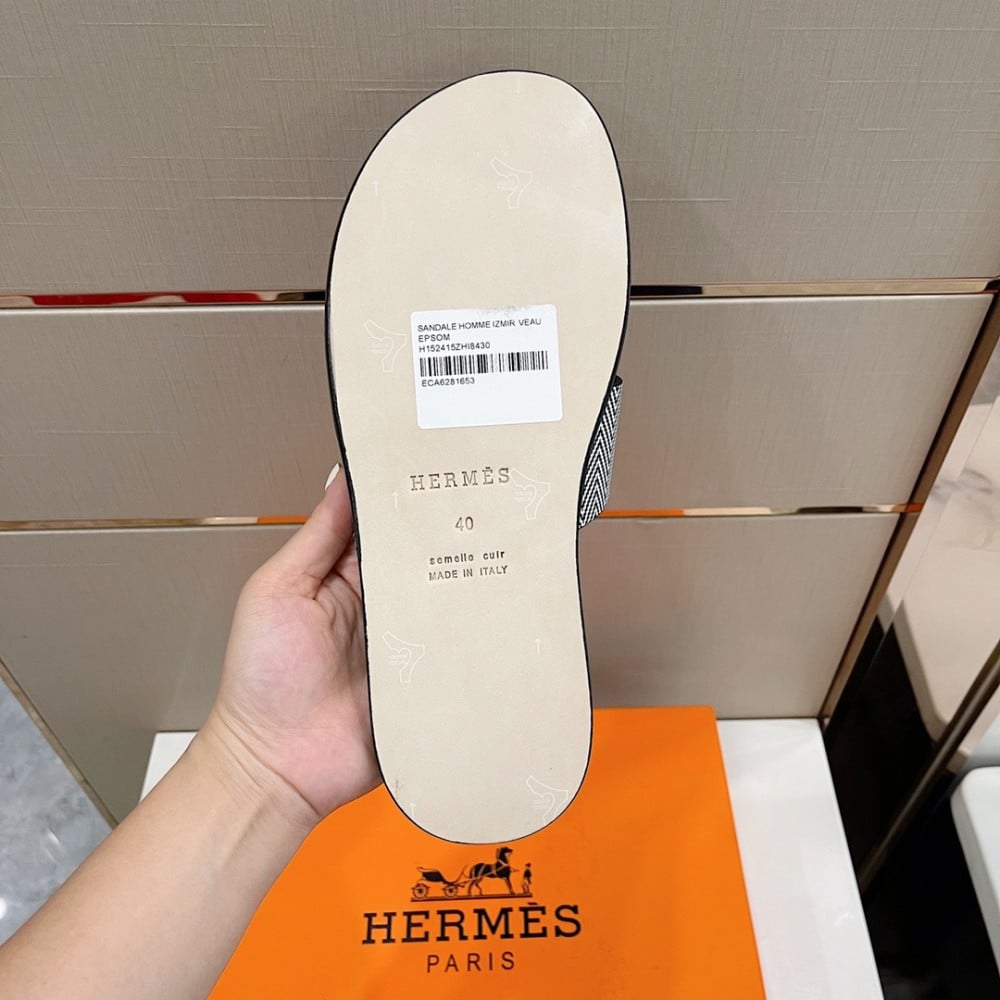 SANDALE HOMME IZMIR VEAU
EPSOM
H152415ZHI8430
ECA6281653
HERMÈS
40
semelle cuir
MADE IN ITALY
HERMÈS
PARIS